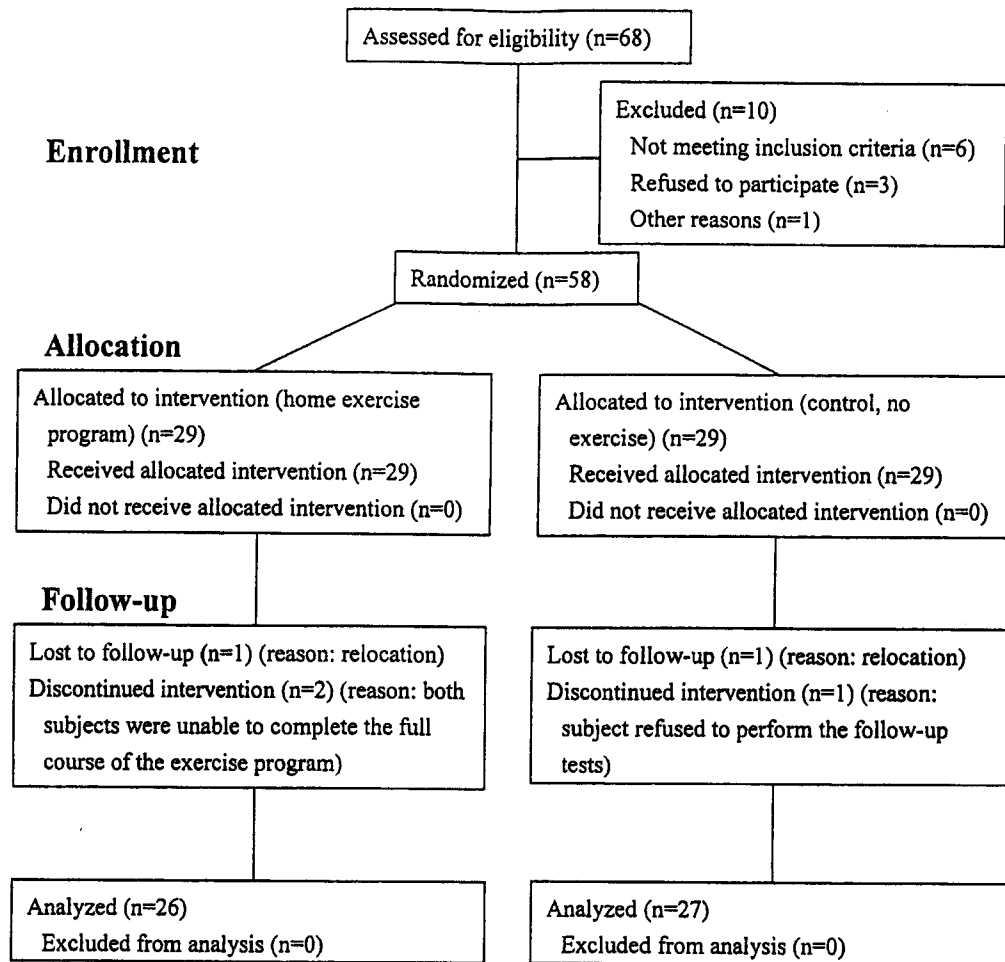 Assessed for eligibility (n=68)
Enrollment
Excluded (n=10)
Not meeting inclusion criteria (n=6)
Refused to participate (n=3)
Other reasons (n=1)
Randomized (n=58)
Allocation
Allocated to intervention (home exercise
program) (n=29)
Received allocated intervention (n=29)
Did not receive allocated intervention (n=0)
Allocated to intervention (control, no
exercise) (n=29)
Received allocated intervention (n=29)
Did not receive allocated intervention (n=0)
Follow-up
Lost to follow-up (n=1) (reason: relocation)
Discontinued intervention (n=2) (reason: both
subjects were unable to complete the full
course of the exercise program)
Lost to follow-up (n=1) (reason: relocation)
Discontinued intervention (n=1) (reason:
subject refused to perform the follow-up
tests)
Analyzed (n=26)
Excluded from analysis (n=0)
Analyzed (n=27)
Excluded from analysis (n=0)